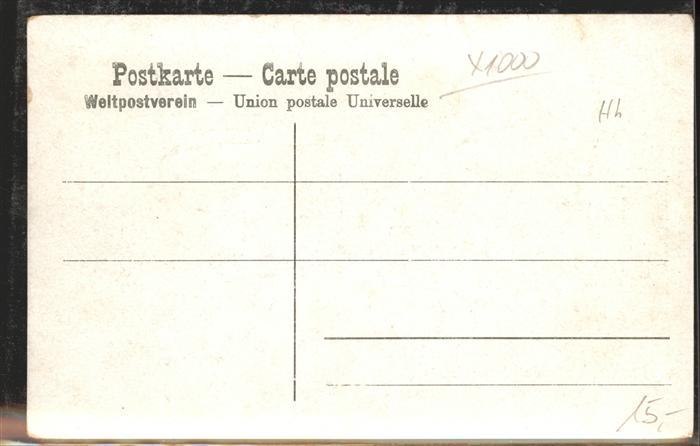 Postkarte — Carte postale
Weltpostverein — Union postale Universelle
X1000
Hh
15,-